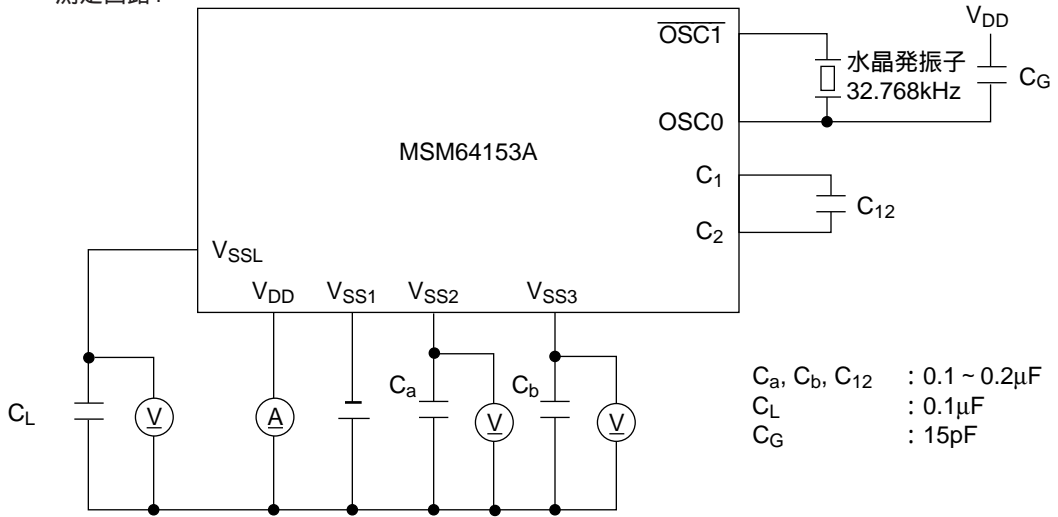 測定回路1
OSC1
VDD
水晶発振子
32.768kHz
CG
OSC0
MSM64153A
C1
C12
C2
VSSL
VDD VSS1 VSS2 VSS3
Ca
Cb
CL
V
A
V
V
Ca, Cb, C12 : 0.1 ~ 0.2μF
CL : 0.1μF
CG : 15pF